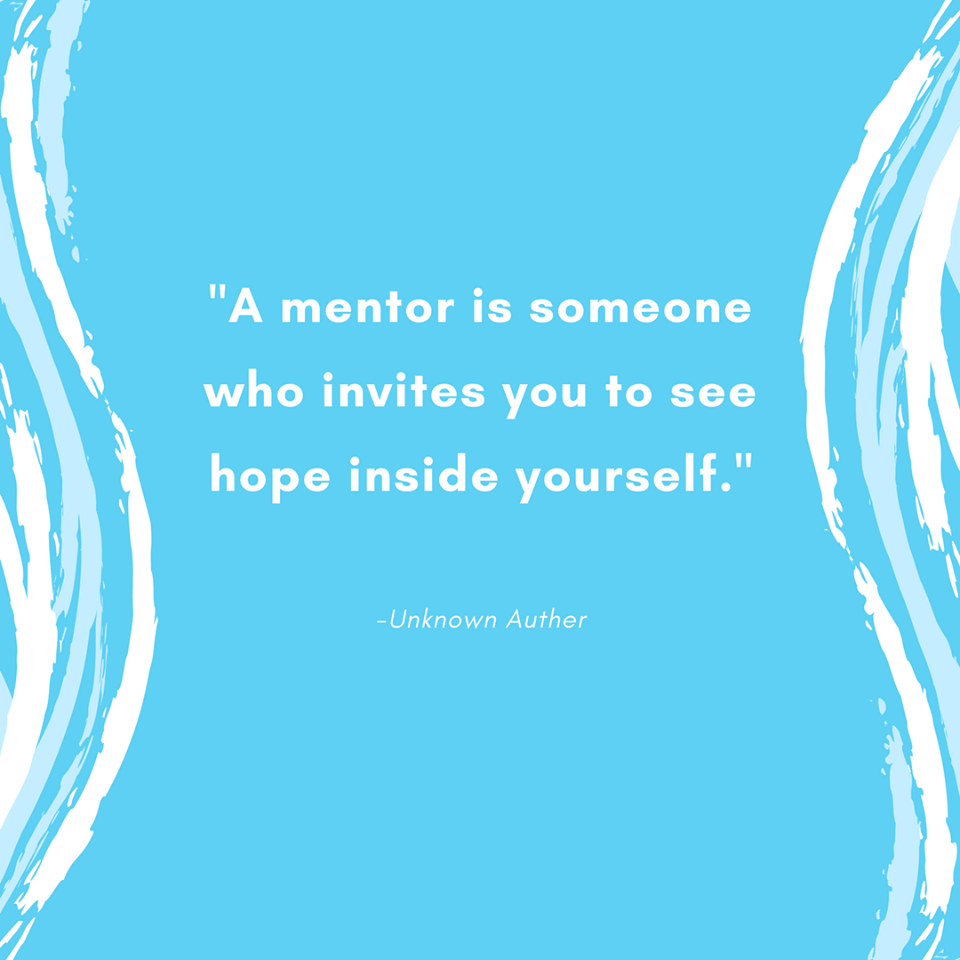 "A mentor is someone
who invites you to see
hope inside yourself."
-Unknown Auther